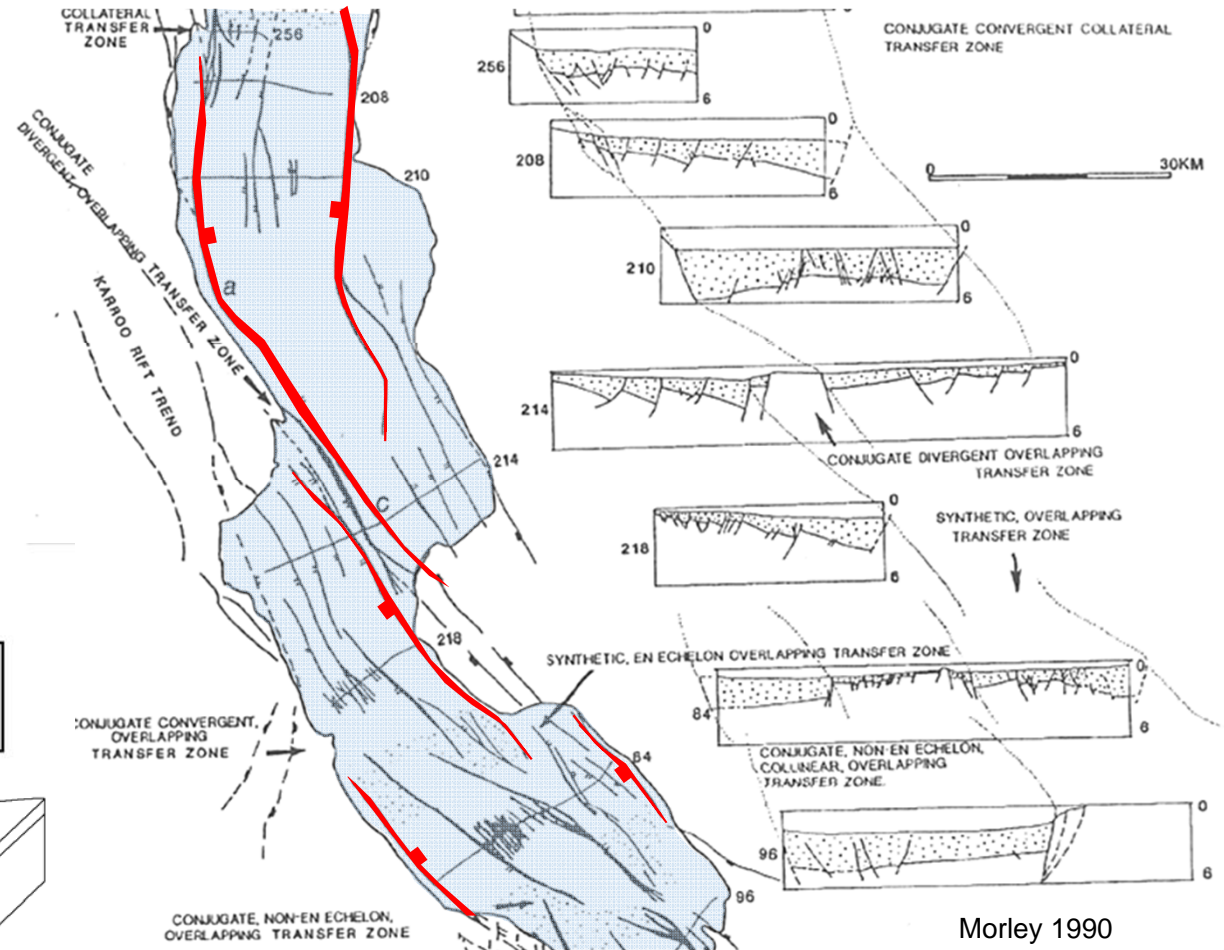 COLLATERAL
TRANSFER
ZONE
256
208
210
CONJUGATE
DIVERGENT, OVERLAPPING TRANSFER ZONE
KARROO RIFT TREND
a
c
214
218
CONJUGATE CONVERGENT,
OVERLAPPING
TRANSFER ZONE
84
96
CONJUGATE, NON-EN ECHELON,
OVERLAPPING TRANSFER ZONE
CONJUGATE CONVERGENT COLLATERAL
TRANSFER ZONE
0
256
6
0
208
6
0 30KM
0
210
6
0
214
6
CONJUGATE DIVERGENT OVERLAPPING
TRANSFER ZONE
0
218
6
SYNTHETIC, OVERLAPPING
TRANSFER ZONE
SYNTHETIC, EN ECHELON OVERLAPPING TRANSFER ZONE
0
84
6
CONJUGATE, NON-EN ECHELON,
COLLINEAR, OVERLAPPING
TRANSFER ZONE.
0
96
6
Morley 1990